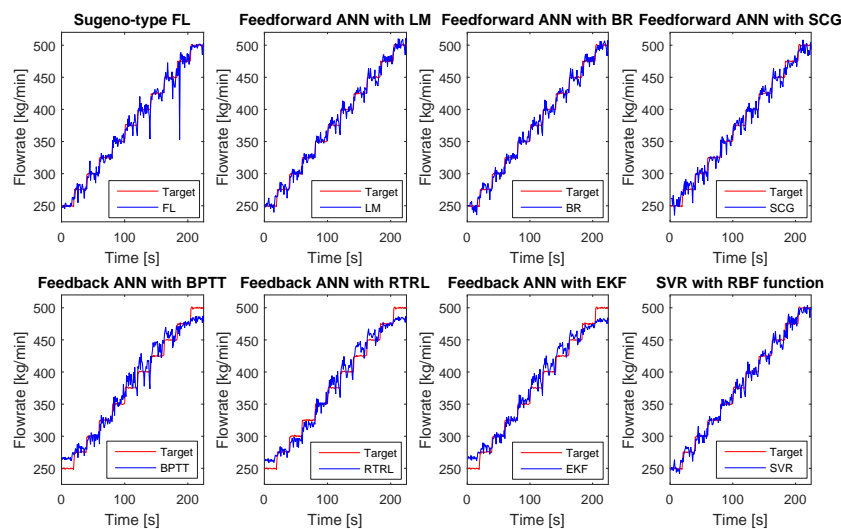 Sugeno-type FL
Feedforward ANN with LM
Feedforward ANN with BR
Feedforward ANN with SCG
500
450
400
350
300
250
Flowrate [kg/min]
Target
FL
0
100
200
Time [s]
500
450
400
350
300
250
Flowrate [kg/min]
Target
LM
0
100
200
Time [s]
500
450
400
350
300
250
Flowrate [kg/min]
Target
BR
0
100
200
Time [s]
500
450
400
350
300
250
Flowrate [kg/min]
Target
SCG
0
100
200
Time [s]
Feedback ANN with BPTT
Feedback ANN with RTRL
Feedback ANN with EKF
SVR with RBF function
500
450
400
350
300
250
Flowrate [kg/min]
Target
BPTT
0
100
200
Time [s]
500
450
400
350
300
250
Flowrate [kg/min]
Target
RTRL
0
100
200
Time [s]
500
450
400
350
300
250
Flowrate [kg/min]
Target
EKF
0
100
200
Time [s]
500
450
400
350
300
250
Flowrate [kg/min]
Target
SVR
0
100
200
Time [s]